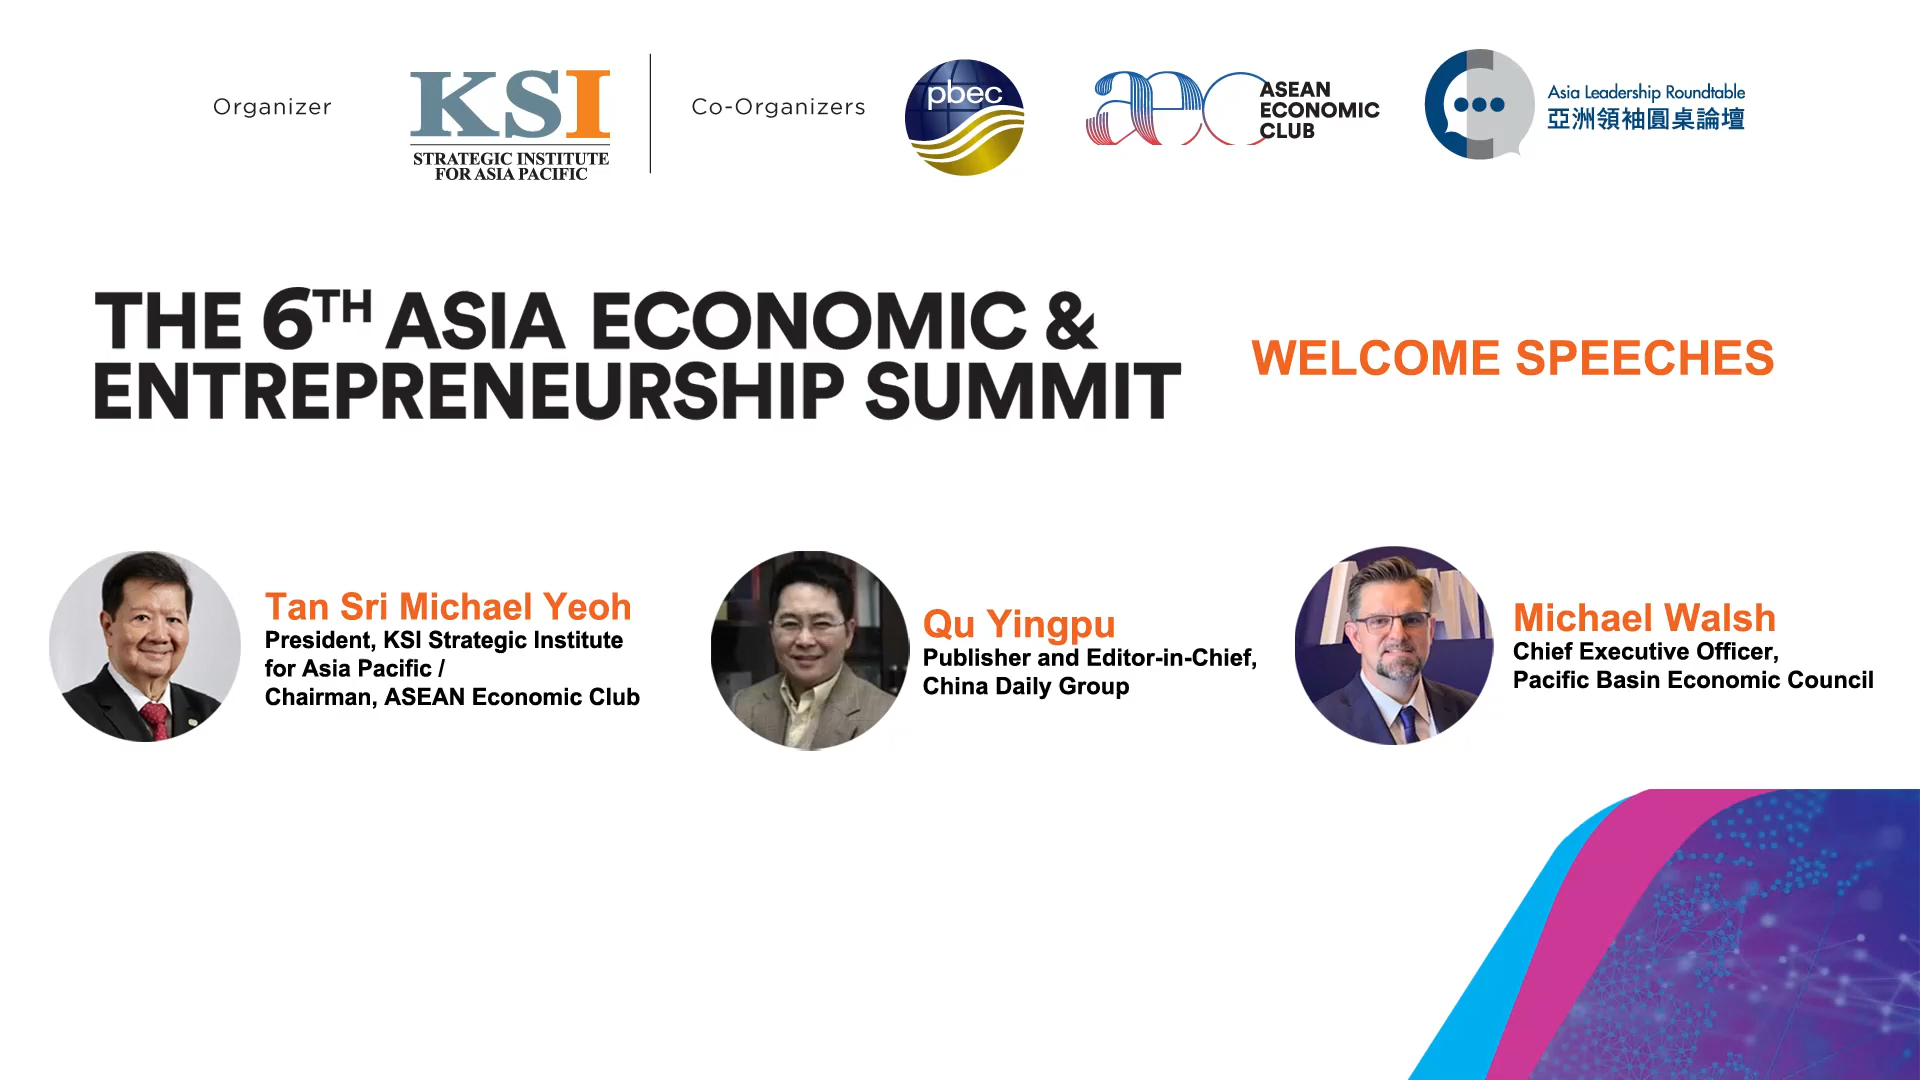 Organizer
KSI
STRATEGIC INSTITUTE
FOR ASIA PACIFIC
Co-Organizers
pbec
aec
ASEAN
ECONOMIC
CLUB
Asia Leadership Roundtable
亞洲領袖圓桌論壇
THE 6TH ASIA ECONOMIC &
ENTREPRENEURSHIP SUMMIT
WELCOME SPEECHES
Tan Sri Michael Yeoh
President, KSI Strategic Institute
for Asia Pacific /
Chairman, ASEAN Economic Club
Qu Yingpu
Publisher and Editor-in-Chief,
China Daily Group
Michael Walsh
Chief Executive Officer,
Pacific Basin Economic Council